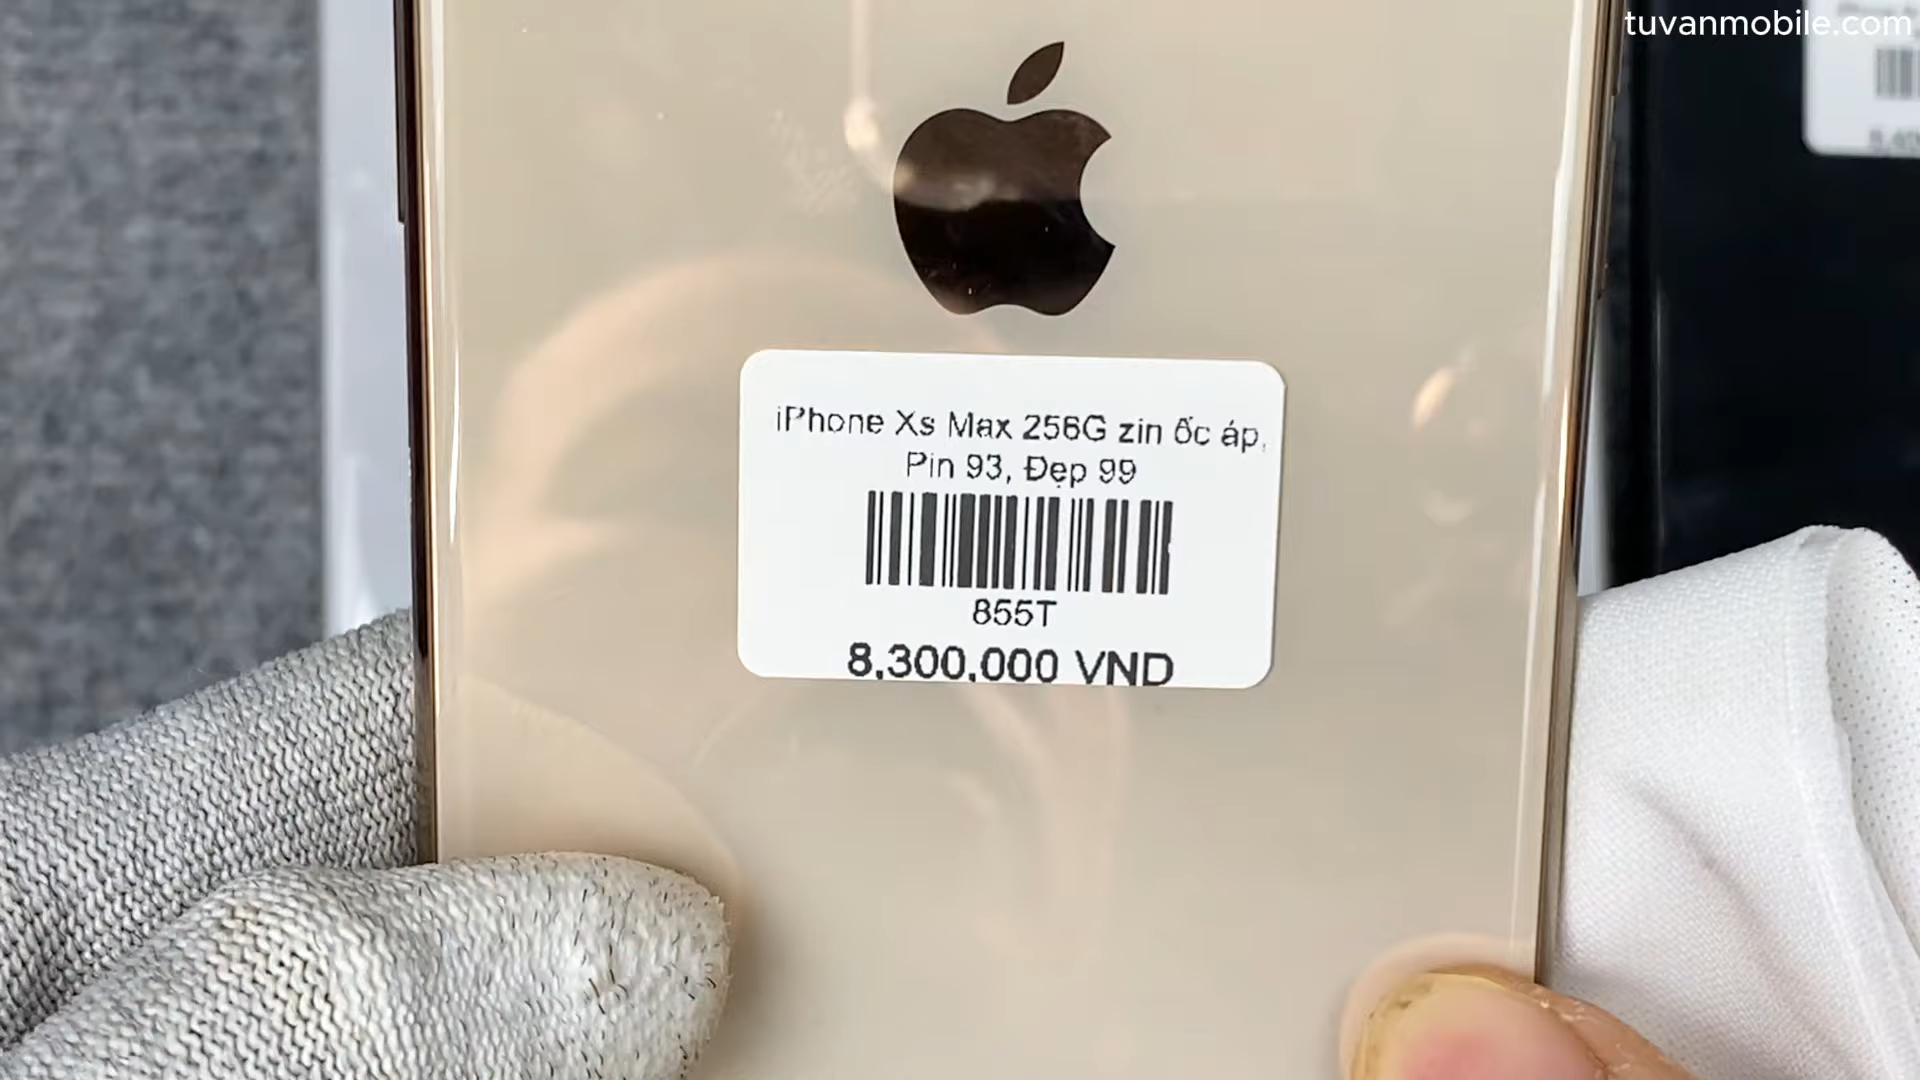 tuvanmobile.com
iPhone Xs Max 256G zin ốc áp,
Pin 93, Đẹp 99
855T
8,300,000 VND